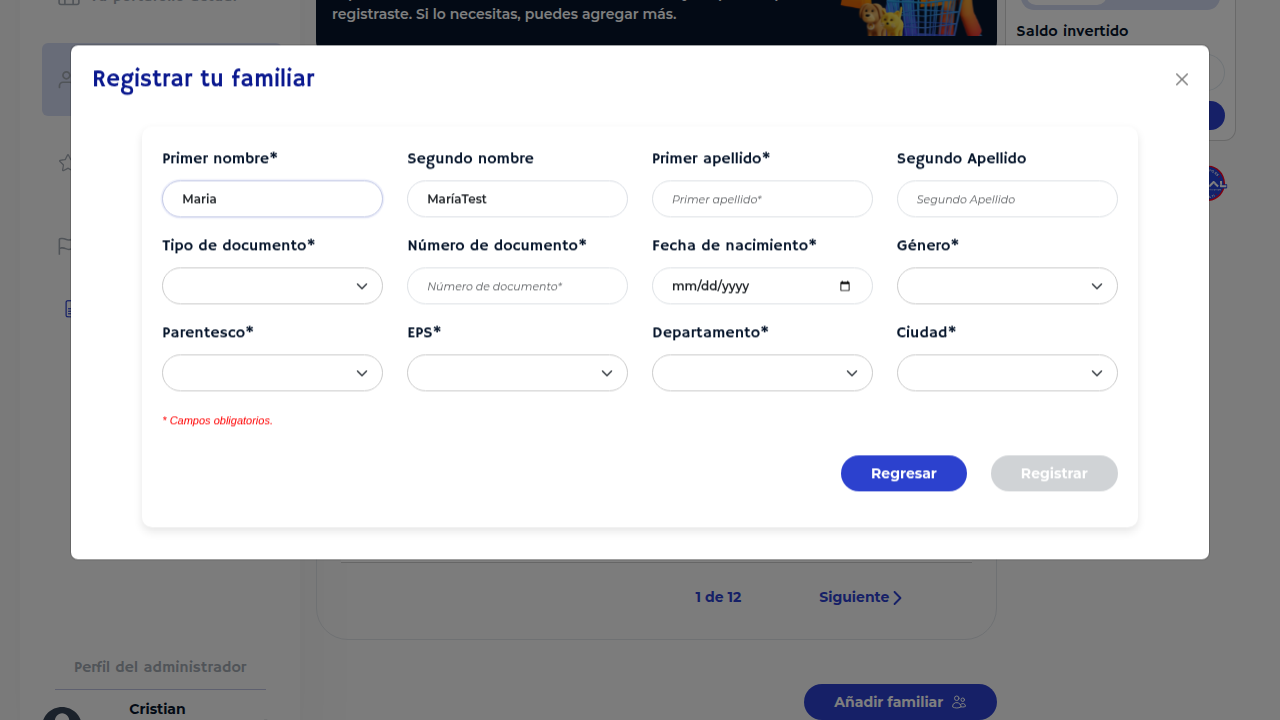 registraste. Si lo necesitas, puedes agregar más.
Saldo invertido
Registrar tu familiar
Primer nombre*
Segundo nombre
Primer apellido*
Segundo Apellido
Maria
MaríaTest
Primer apellido*
Segundo Apellido
Tipo de documento*
Número de documento*
Fecha de nacimiento*
Género*
Número de documento*
mm/dd/yyyy
Parentesco*
EPS*
Departamento*
Ciudad*
* Campos obligatorios.
Regresar
Registrar
1 de 12
Siguiente
Perfil del administrador
Añadir familiar
Cristian